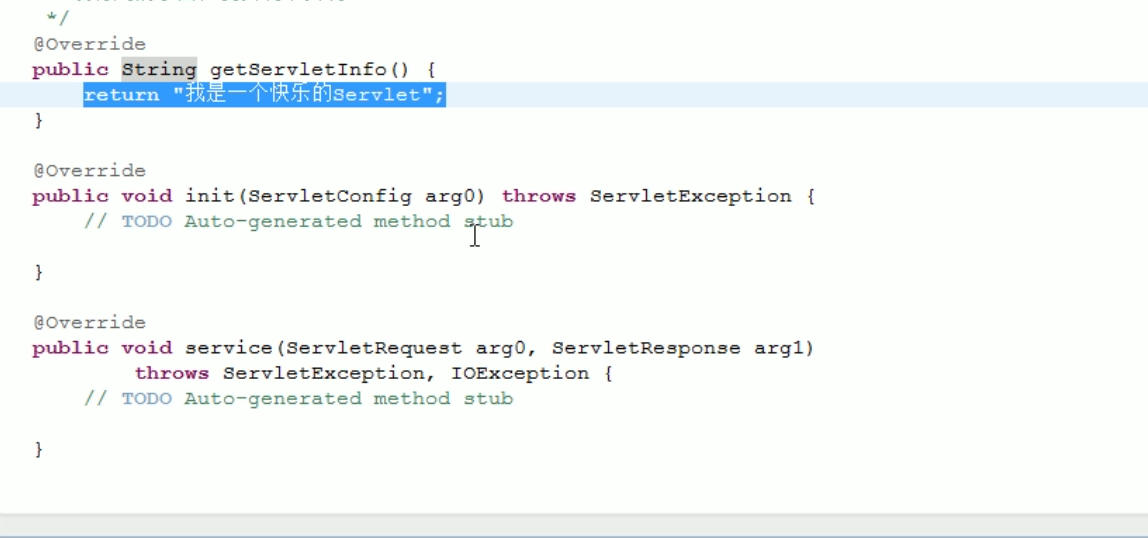 */
@Override
public String getServletInfo() {
return "我是一个快乐的Servlet";
}
@Override
public void init(ServletConfig arg0) throws ServletException {
// TODO Auto-generated method stub
}
@Override
public void service(ServletRequest arg0, ServletResponse arg1)
throws ServletException, IOException {
// TODO Auto-generated method stub
}